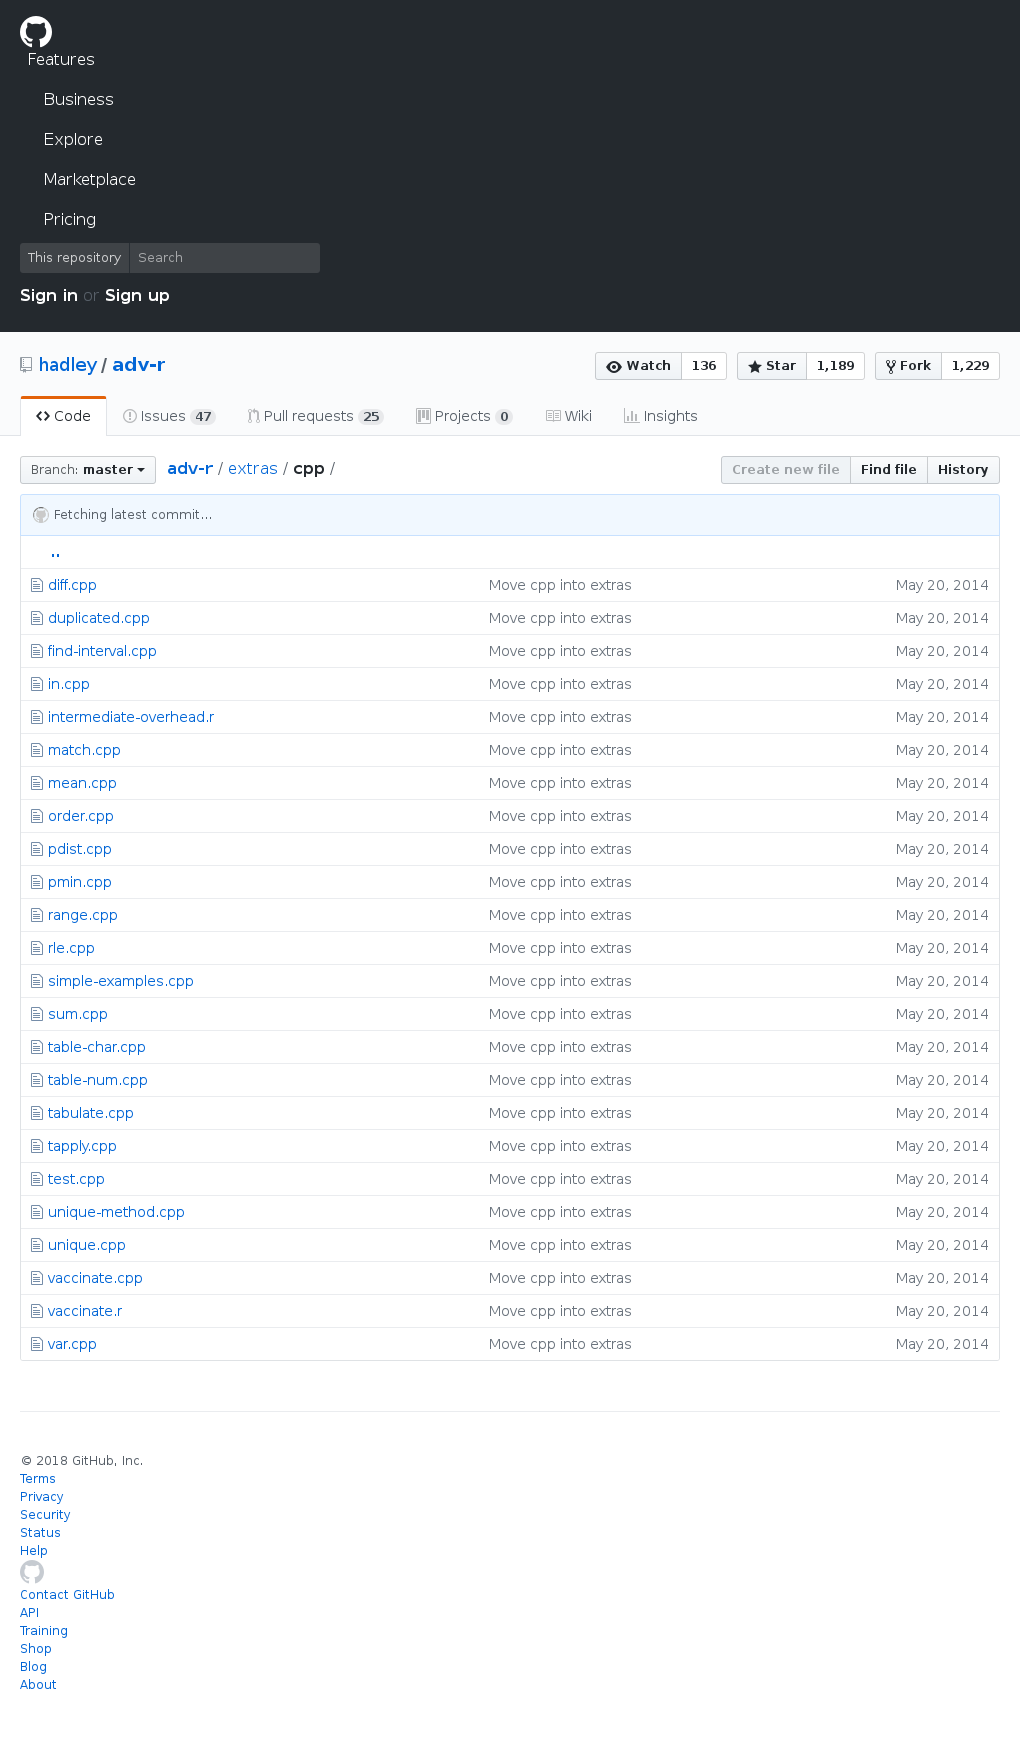 Features
Business
Explore
Marketplace
Pricing
This repository Search
Sign in or Sign up
hadley / adv-r Watch 136 Star 1,189 Fork 1,229
Code Issues 47 Pull requests 25 Projects 0 Wiki Insights
Branch: master adv-r / extras / cpp / Create new file Find file History
Fetching latest commit…
..
diff.cpp Move cpp into extras May 20, 2014
duplicated.cpp Move cpp into extras May 20, 2014
find-interval.cpp Move cpp into extras May 20, 2014
in.cpp Move cpp into extras May 20, 2014
intermediate-overhead.r Move cpp into extras May 20, 2014
match.cpp Move cpp into extras May 20, 2014
mean.cpp Move cpp into extras May 20, 2014
order.cpp Move cpp into extras May 20, 2014
pdist.cpp Move cpp into extras May 20, 2014
pmin.cpp Move cpp into extras May 20, 2014
range.cpp Move cpp into extras May 20, 2014
rle.cpp Move cpp into extras May 20, 2014
simple-examples.cpp Move cpp into extras May 20, 2014
sum.cpp Move cpp into extras May 20, 2014
table-char.cpp Move cpp into extras May 20, 2014
table-num.cpp Move cpp into extras May 20, 2014
tabulate.cpp Move cpp into extras May 20, 2014
tapply.cpp Move cpp into extras May 20, 2014
test.cpp Move cpp into extras May 20, 2014
unique-method.cpp Move cpp into extras May 20, 2014
unique.cpp Move cpp into extras May 20, 2014
vaccinate.cpp Move cpp into extras May 20, 2014
vaccinate.r Move cpp into extras May 20, 2014
var.cpp Move cpp into extras May 20, 2014
© 2018 GitHub, Inc.
Terms
Privacy
Security
Status
Help
Contact GitHub
API
Training
Shop
Blog
About